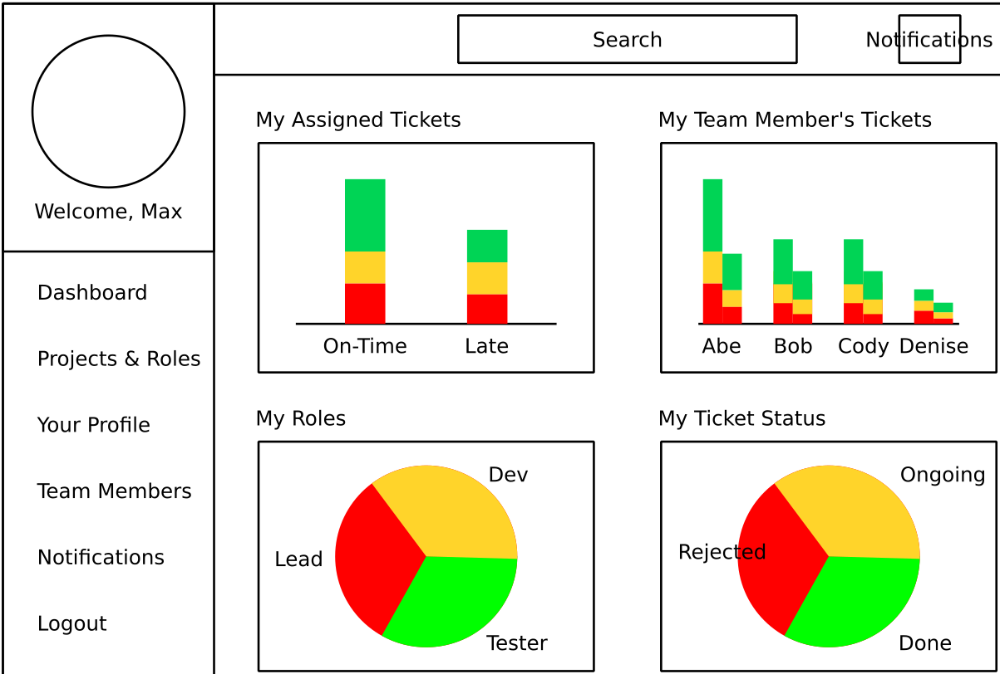 Search
Notifications
Welcome, Max
Dashboard
Projects & Roles
Your Profile
Team Members
Notifications
Logout
My Assigned Tickets
On-Time Late
My Team Member's Tickets
Abe Bob Cody Denise
My Roles
Dev
Lead
Tester
My Ticket Status
Ongoing
Rejected
Done